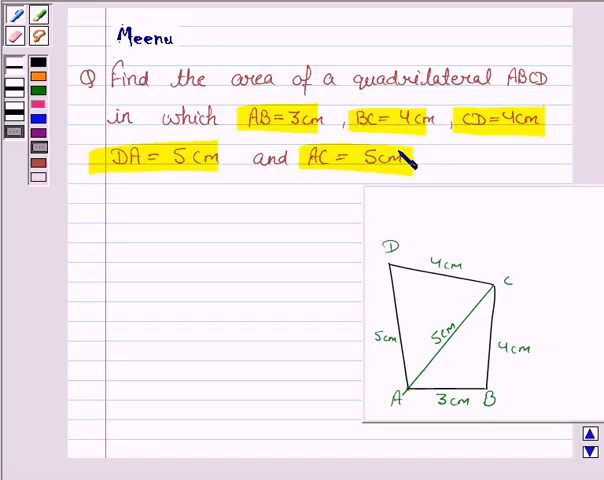 Meenu
Q Find the area of a quadrilateral ABCD
in which AB = 3cm , BC = 4cm , CD = 4cm
DA = 5cm and AC = 5cm
D
4cm
C
5cm
5cm
4cm
A
3cm
B